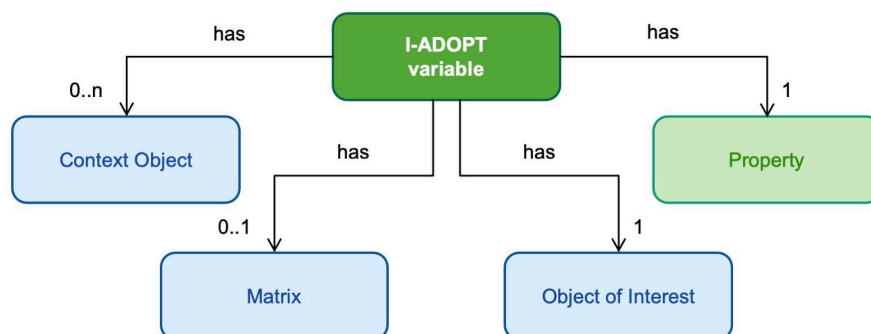 has
I-ADOPT
variable
has
0..n
1
Context Object
has
has
Property
0..1
1
Matrix
Object of Interest